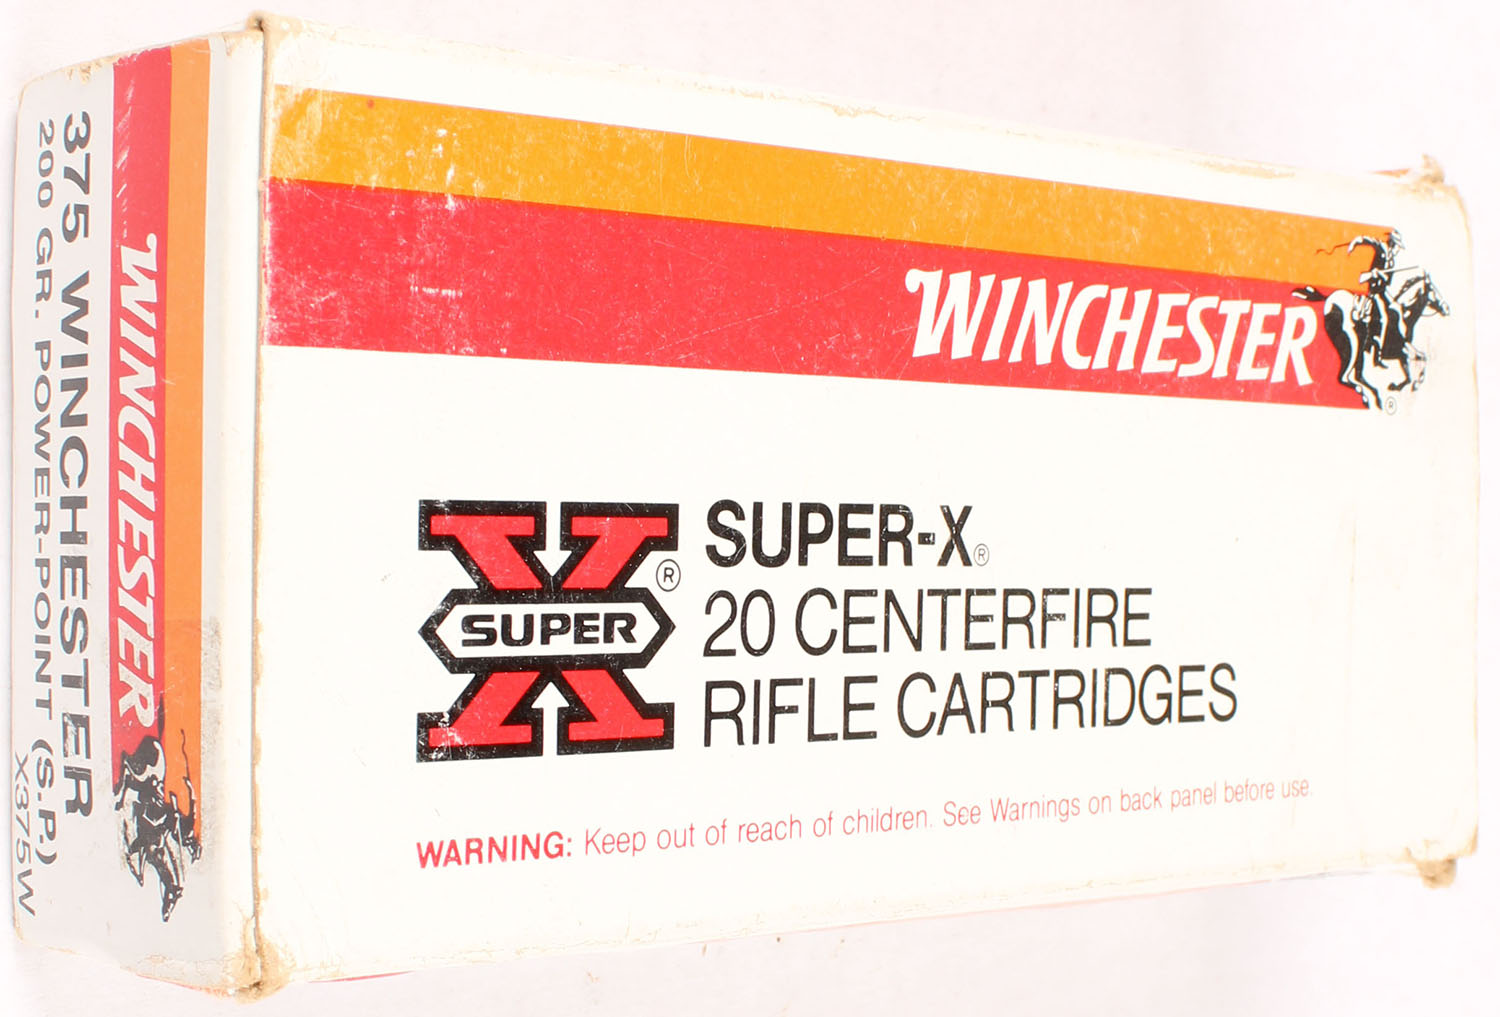 WINCHESTER
®
X
SUPER
®
SUPER-X®
20 CENTERFIRE
RIFLE CARTRIDGES
WARNING: Keep out of reach of children. See Warnings on back panel before use.
WINCHESTER
375 WINCHESTER
200 GR. POWER-POINT (S.P.)
X375W